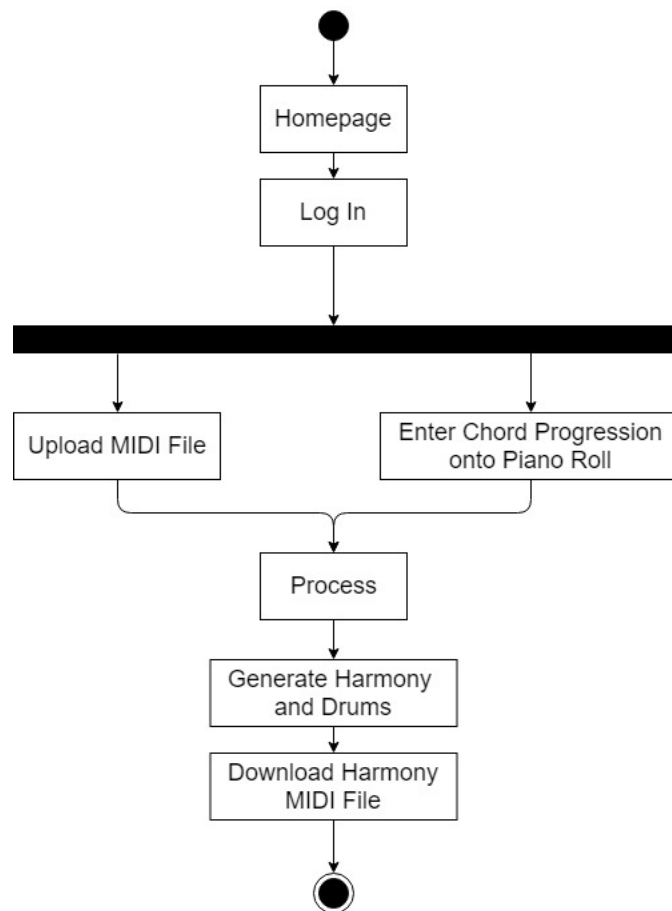 Homepage
Log In
Upload MIDI File
Enter Chord Progression
onto Piano Roll
Process
Generate Harmony
and Drums
Download Harmony
MIDI File